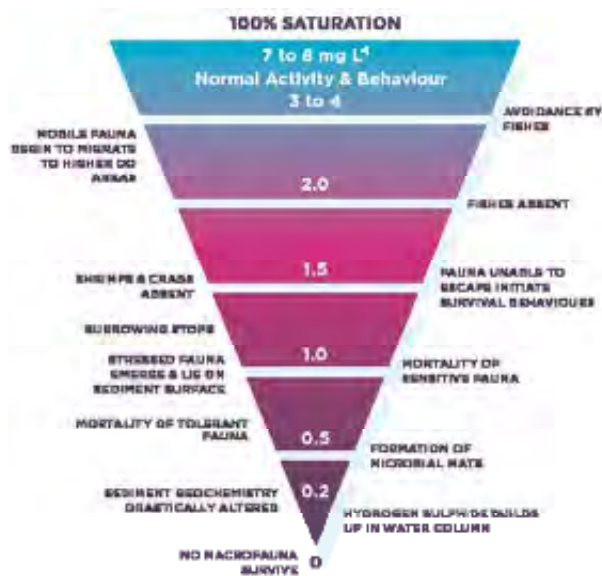 100% SATURATION
7 to 8 mg L⁻¹
Normal Activity & Behaviour
3 to 4
AVOIDANCE BY
FISHES
MOBILE FAUNA
BEGIN TO MIGRATE
TO HIGHER DO
AREAS
2.0
FISHES ABSENT
1.5
SHRIMPS & CRABS
ABSENT
FAUNA UNABLE TO
ESCAPE INITIATE
SURVIVAL BEHAVIOURS
BURROWING STOPS
1.0
STRESSED FAUNA
EMERGE & LIE ON
SEDIMENT SURFACE
MORTALITY OF
SENSITIVE FAUNA
MORTALITY OF TOLERANT
FAUNA
0.5
FORMATION OF
MICROBIAL MATS
0.2
SEDIMENT GEOCHEMISTRY
DRASTICALLY ALTERED
HYDROGEN SULPHIDE BUILDS
UP IN WATER COLUMN
NO MACROFAUNA
SURVIVE
0